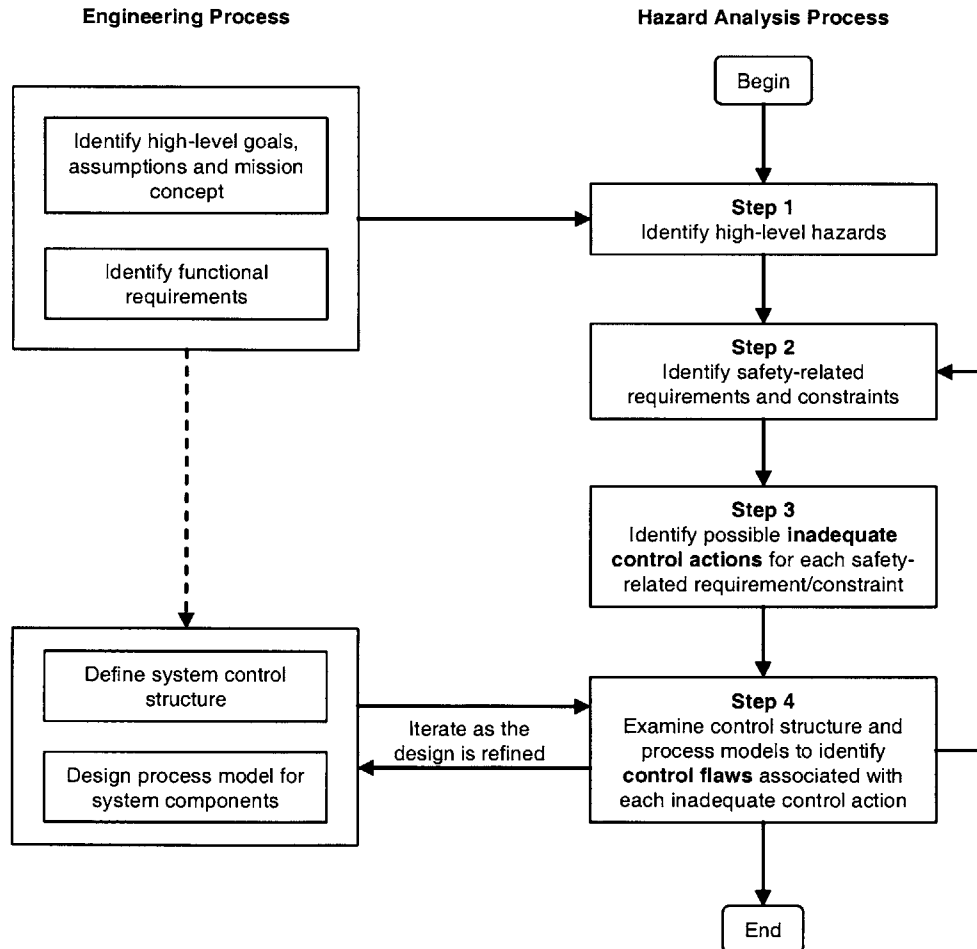 Engineering Process
Hazard Analysis Process
Begin
Identify high-level goals,
assumptions and mission
concept
Identify functional
requirements
Step 1
Identify high-level hazards
Step 2
Identify safety-related
requirements and constraints
Step 3
Identify possible inadequate
control actions for each safety-
related requirement/constraint
Define system control
structure
Design process model for
system components
Iterate as the
design is refined
Step 4
Examine control structure and
process models to identify
control flaws associated with
each inadequate control action
End